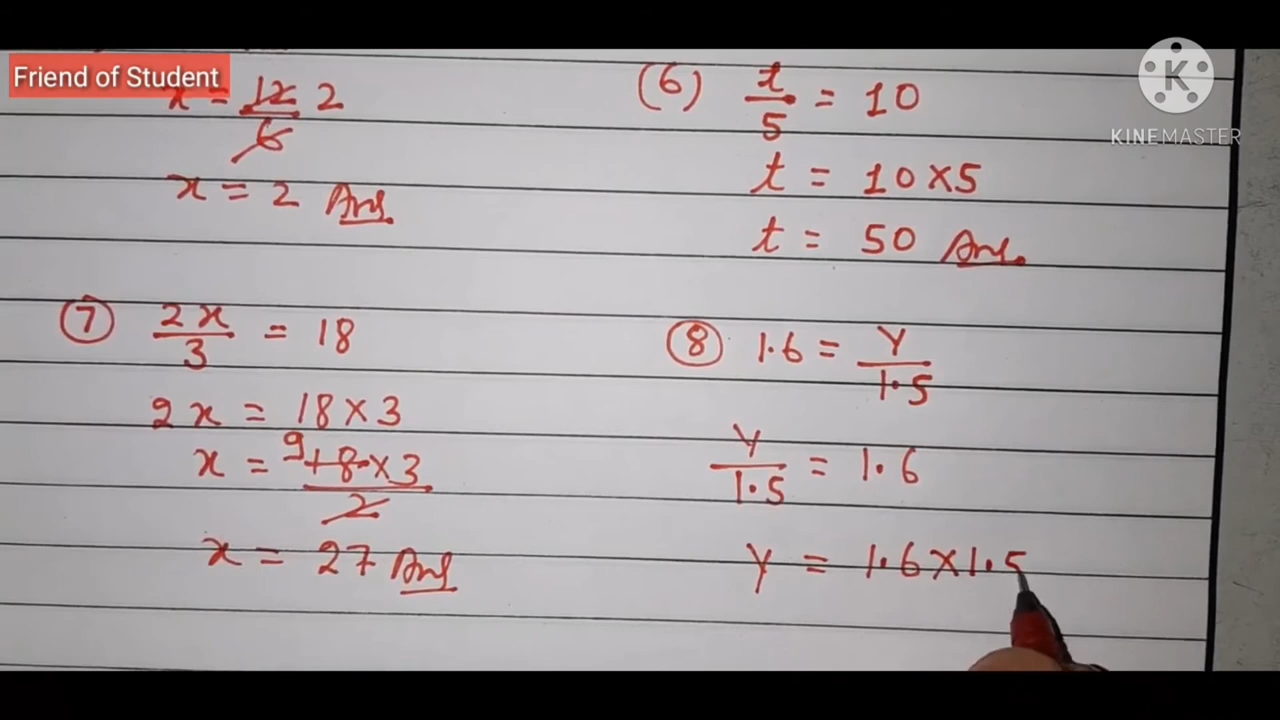 Friend of Student
KINEMASTER
x = 12 2
6
x = 2 Ans
(6) t/5 = 10
t = 10×5
t = 50 Ans.
7 2x/3 = 18
2x = 18×3
x = 9 18×3
2
x = 27 Ans
8 1.6 = y/1.5
y/1.5 = 1.6
y = 1.6×1.5